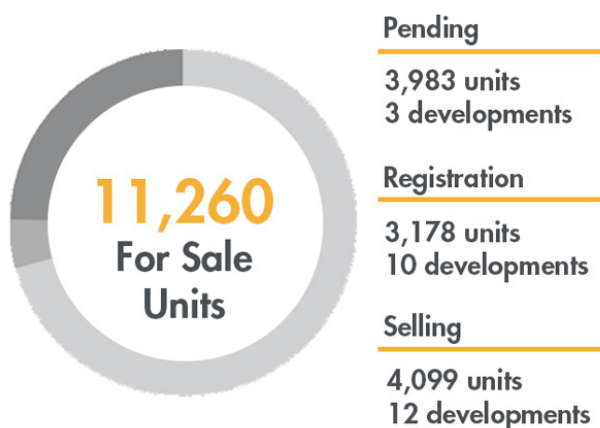 11,260
For Sale
Units
Pending
3,983 units
3 developments
Registration
3,178 units
10 developments
Selling
4,099 units
12 developments